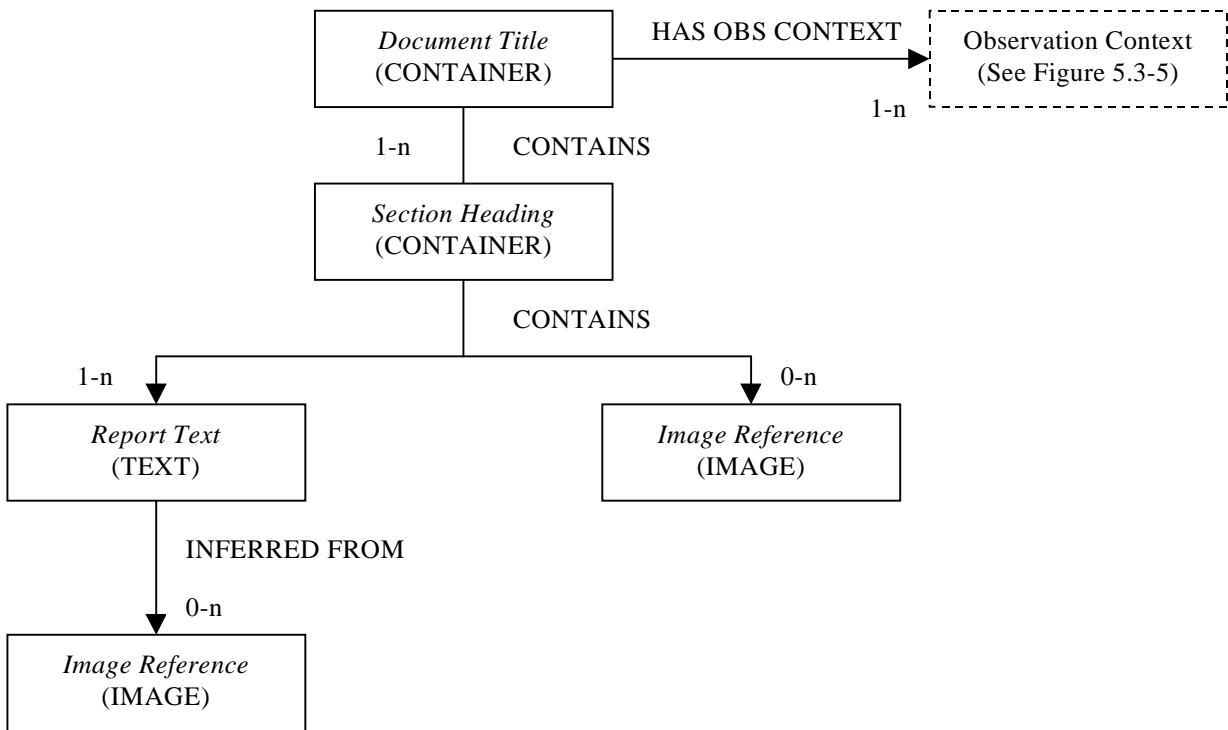 Document Title
(CONTAINER)
HAS OBS CONTEXT
Observation Context
(See Figure 5.3-5)
1-n
1-n
CONTAINS
Section Heading
(CONTAINER)
CONTAINS
1-n
0-n
Report Text
(TEXT)
Image Reference
(IMAGE)
INFERRED FROM
0-n
Image Reference
(IMAGE)